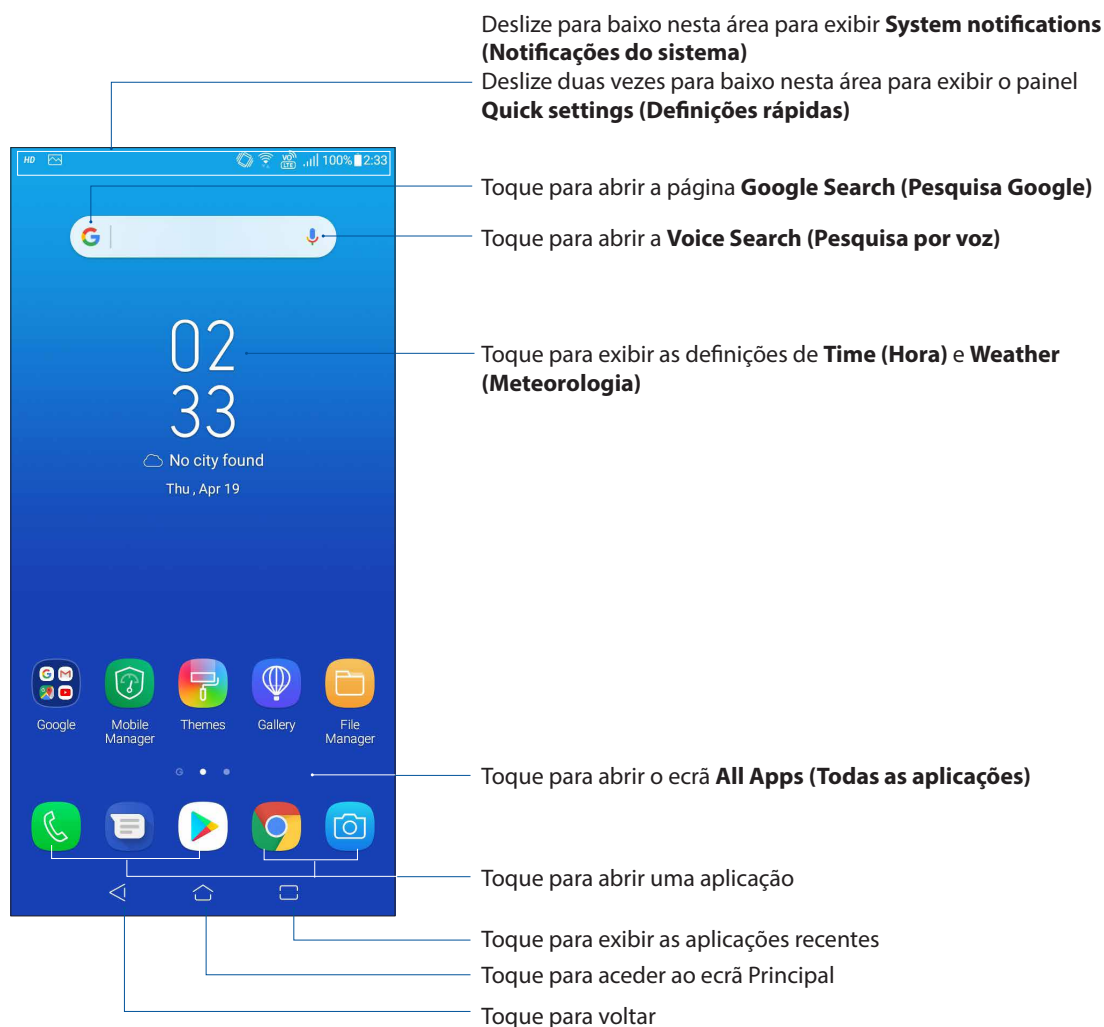 Deslize para baixo nesta área para exibir System notifications
(Notificações do sistema)
Deslize duas vezes para baixo nesta área para exibir o painel
Quick settings (Definições rápidas)
HD
VO
LTE
100%
2:33
Toque para abrir a página Google Search (Pesquisa Google)
G
Toque para abrir a Voice Search (Pesquisa por voz)
02
33
Toque para exibir as definições de Time (Hora) e Weather
(Meteorologia)
No city found
Thu , Apr 19
Google
Mobile
Manager
Themes
Gallery
File
Manager
G
Toque para abrir o ecrã All Apps (Todas as aplicações)
Toque para abrir uma aplicação
Toque para exibir as aplicações recentes
Toque para aceder ao ecrã Principal
Toque para voltar